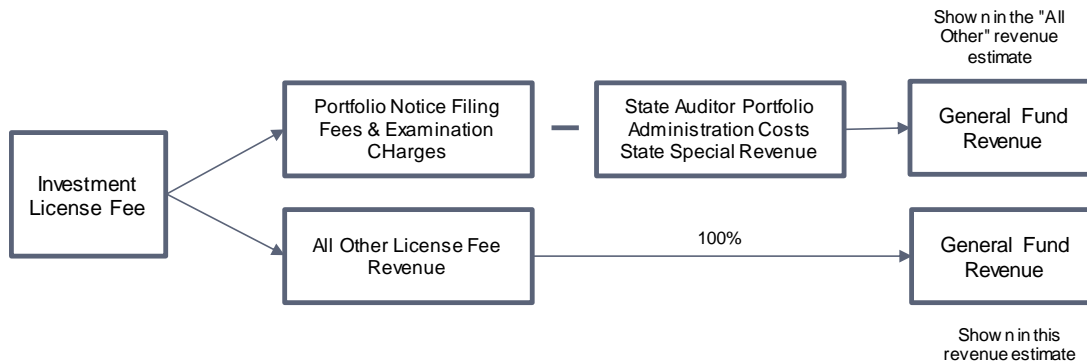 Shown in the "All
Other" revenue
estimate
Portfolio Notice Filing
Fees & Examination
CHarges
State Auditor Portfolio
Administration Costs
State Special Revenue
General Fund
Revenue
Investment
License Fee
All Other License Fee
Revenue
100%
General Fund
Revenue
Shown in this
revenue estimate